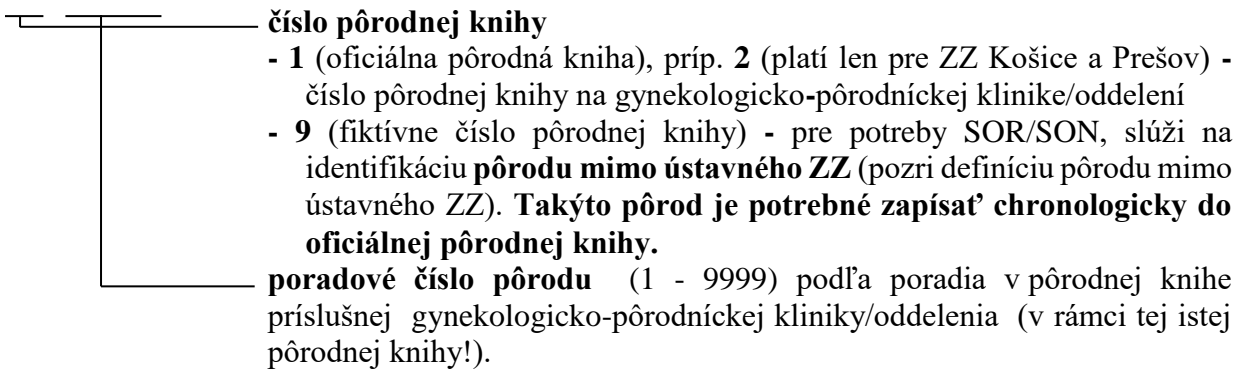 číslo pôrodnej knihy
- 1 (oficiálna pôrodná kniha), príp. 2 (platí len pre ZZ Košice a Prešov) -
číslo pôrodnej knihy na gynekologicko-pôrodníckej klinike/oddelení
- 9 (fiktívne číslo pôrodnej knihy) - pre potreby SOR/SON, slúži na
identifikáciu pôrodu mimo ústavného ZZ (pozri definíciu pôrodu mimo
ústavného ZZ). Takýto pôrod je potrebné zapísať chronologicky do
oficiálnej pôrodnej knihy.
poradové číslo pôrodu (1 - 9999) podľa poradia v pôrodnej knihe
príslušnej gynekologicko-pôrodníckej kliniky/oddelenia (v rámci tej istej
pôrodnej knihy!).